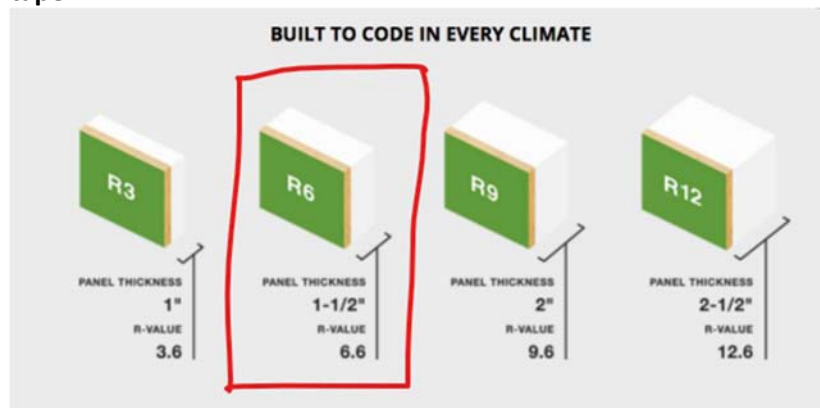 BUILT TO CODE IN EVERY CLIMATE
R3
R6
R9
R12
PANEL THICKNESS
1"
R-VALUE
3.6
PANEL THICKNESS
1-1/2"
R-VALUE
6.6
PANEL THICKNESS
2"
R-VALUE
9.6
PANEL THICKNESS
2-1/2"
R-VALUE
12.6